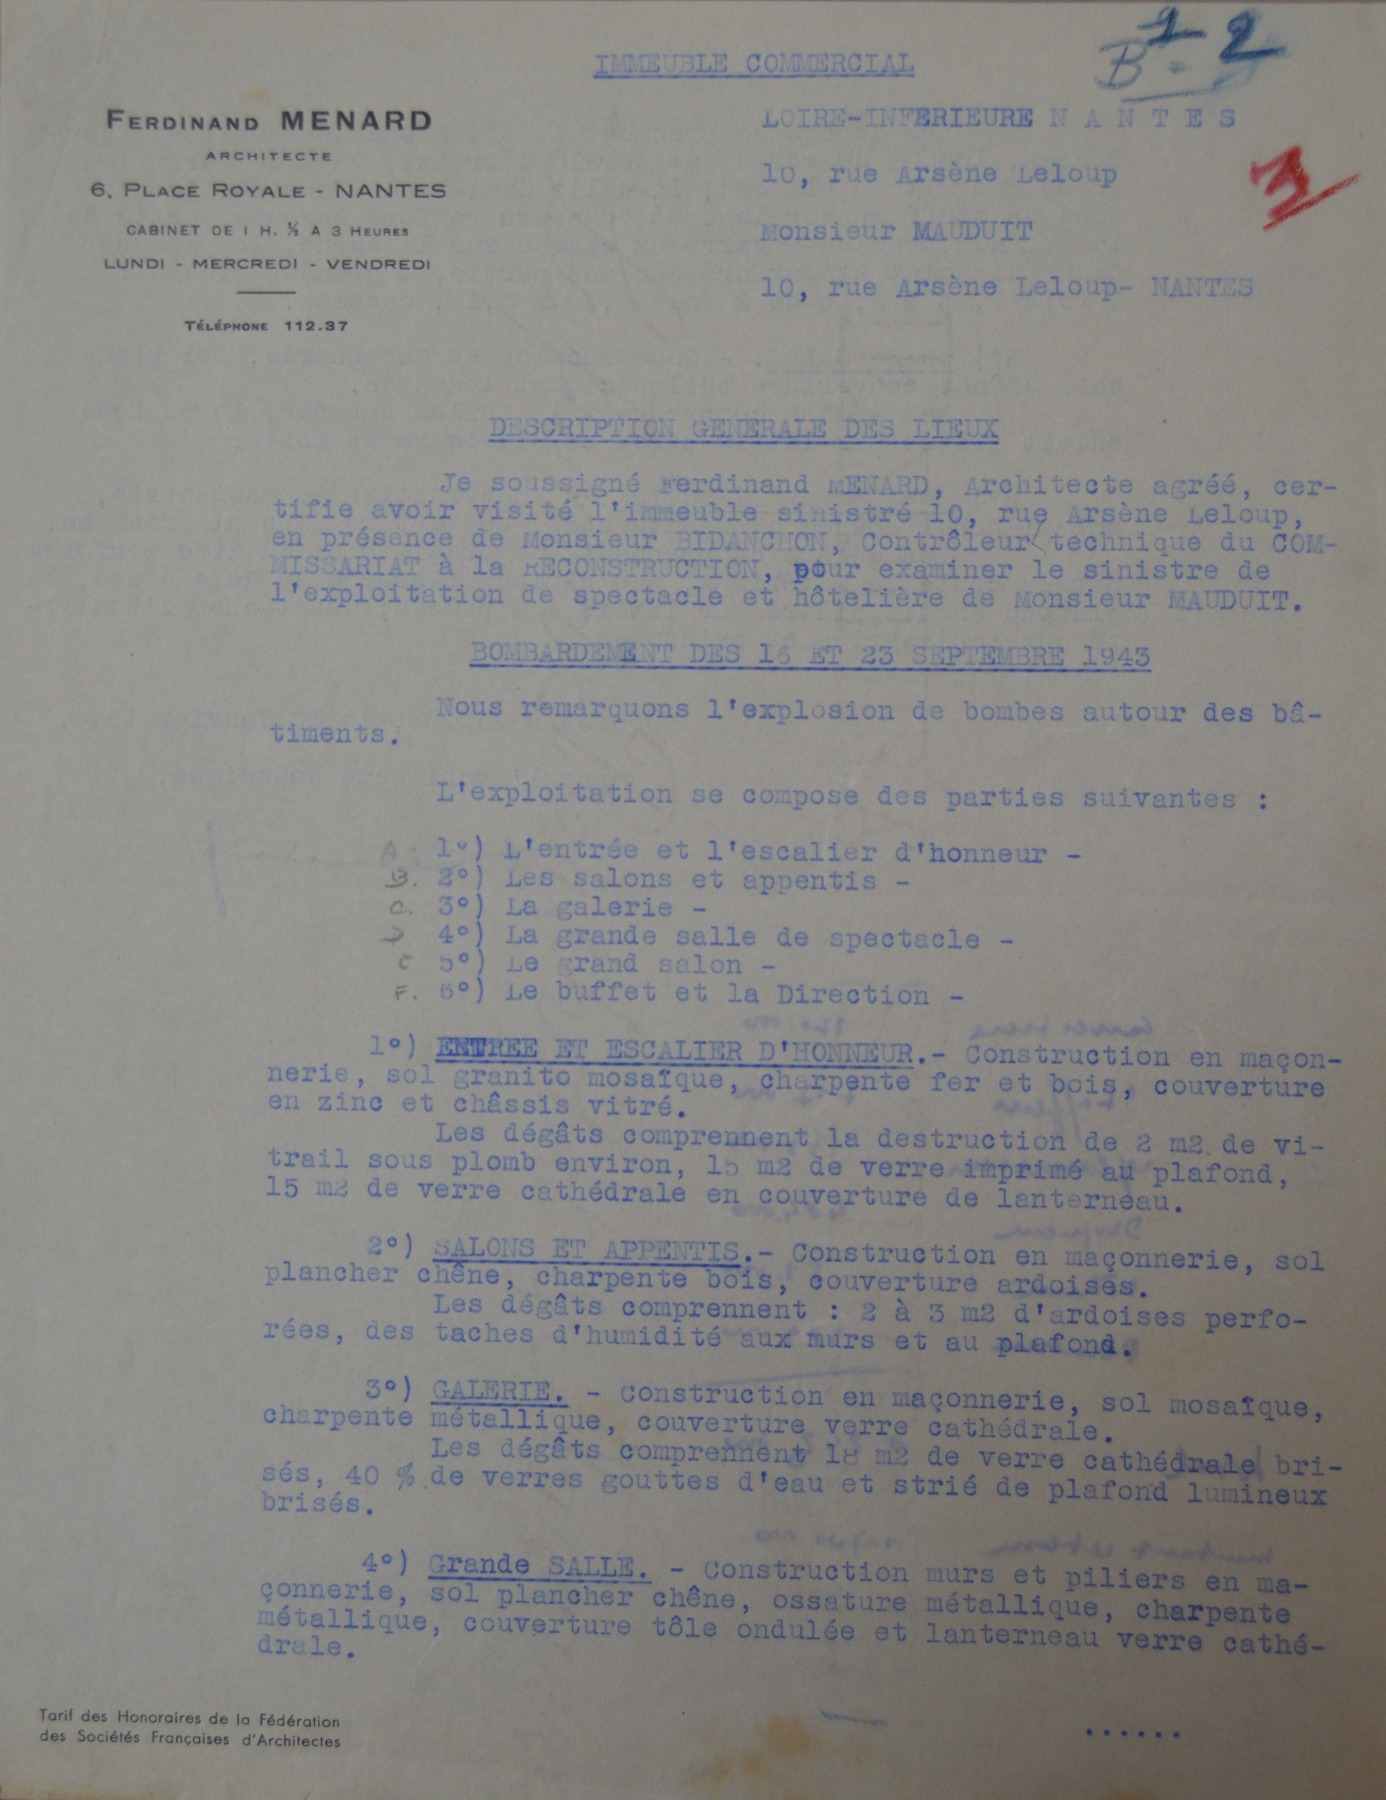 IMMEUBLE COMMERCIAL
B 1 - 2
FERDINAND MENARD
ARCHITECTE
6, PLACE ROYALE - NANTES
CABINET DE 1 H. ½ A 3 HEURES
LUNDI - MERCREDI - VENDREDI
TÉLÉPHONE 112.37
LOIRE-INFERIEURE N A N T E S
10, rue Arsène Leloup
Monsieur MAUDUIT
10, rue Arsène Leloup- NANTES
DESCRIPTION GENERALE DES LIEUX
Je soussigné Ferdinand MENARD, Architecte agréé, cer-
tifie avoir visité l'immeuble sinistré 10, rue Arsène Leloup,
en présence de Monsieur BIDANCHON, Contrôleur technique du COM-
MISSARIAT à la RECONSTRUCTION, pour examiner le sinistre de
l'exploitation de spectacle et hôtelière de Monsieur MAUDUIT.
BOMBARDEMENT DES 16 ET 23 SEPTEMBRE 1943
Nous remarquons l'explosion de bombes autour des bâ-
timents.
L'exploitation se compose des parties suivantes :
A. 1°) L'entrée et l'escalier d'honneur -
B. 2°) Les salons et appentis -
C. 3°) La galerie -
D 4°) La grande salle de spectacle -
5°) Le grand salon -
F. 6°) Le buffet et la Direction -
1°) ENTREE ET ESCALIER D'HONNEUR.- Construction en maçon-
nerie, sol granito mosaïque, charpente fer et bois, couverture
en zinc et châssis vitré.
Les dégâts comprennent la destruction de 2 m2 de vi-
trail sous plomb environ, 15 m2 de verre imprimé au plafond,
15 m2 de verre cathédrale en couverture de lanterneau.
2°) SALONS ET APPENTIS.- Construction en maçonnerie, sol
plancher chêne, charpente bois, couverture ardoises.
Les dégâts comprennent : 2 à 3 m2 d'ardoises perfo-
rées, des taches d'humidité aux murs et au plafond.
3°) GALERIE. - Construction en maçonnerie, sol mosaïque,
charpente métallique, couverture verre cathédrale.
Les dégâts comprennent 18 m2 de verre cathédrale bri-
sés, 40 % de verres gouttes d'eau et strié de plafond lumineux
brisés.
4°) Grande SALLE. - Construction murs et piliers en ma-
çonnerie, sol plancher chêne, ossature métallique, charpente
métallique, couverture tôle ondulée et lanterneau verre cathé-
drale.
Tarif des Honoraires de la Fédération
des Sociétés Françaises d'Architectes
......